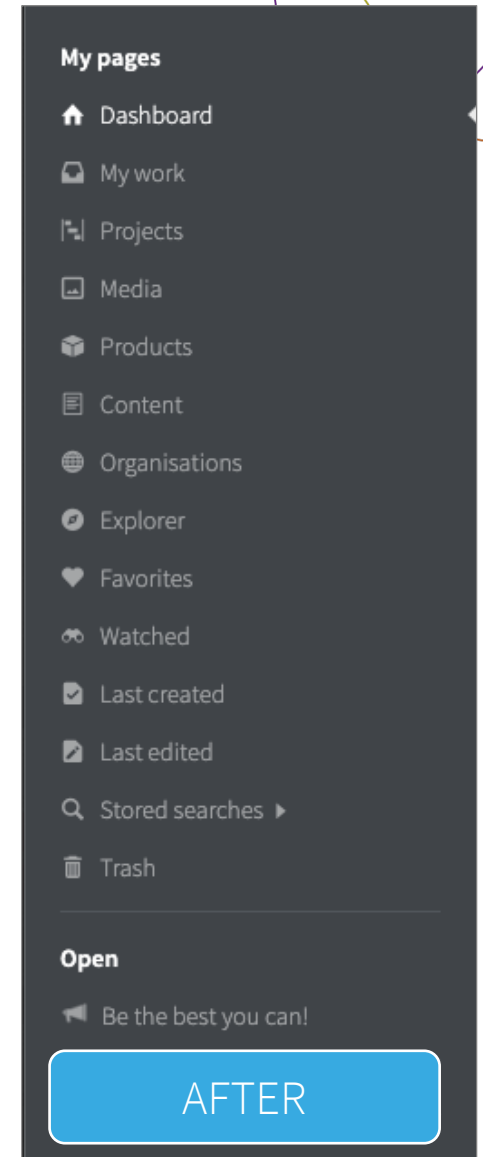 My pages
Dashboard
My work
Projects
Media
Products
Content
Organisations
Explorer
Favorites
Watched
Last created
Last edited
Stored searches
Trash
Open
Be the best you can!
AFTER